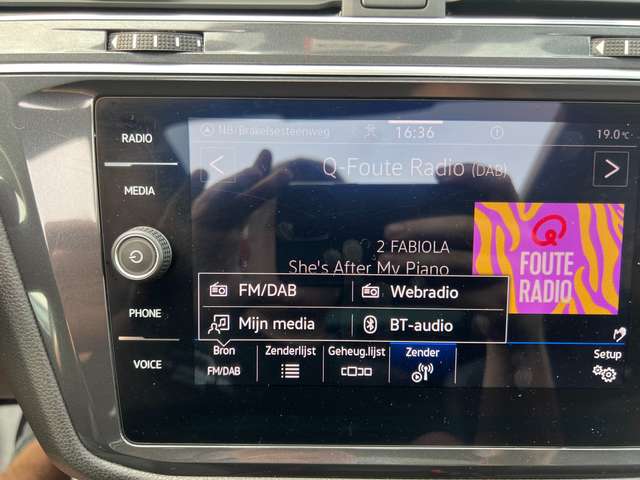 RADIO
MEDIA
PHONE
VOICE
N8/Brakelsesteenweg
16:36
19.0°C
Q-Foute Radio (DAB)
2 FABIOLA
She's After My Piano
Q
FOUTE
RADIO
FM/DAB
Webradio
Mijn media
BT-audio
Bron
FM/DAB
Zenderlijst
Geheug.lijst
Zender
Setup